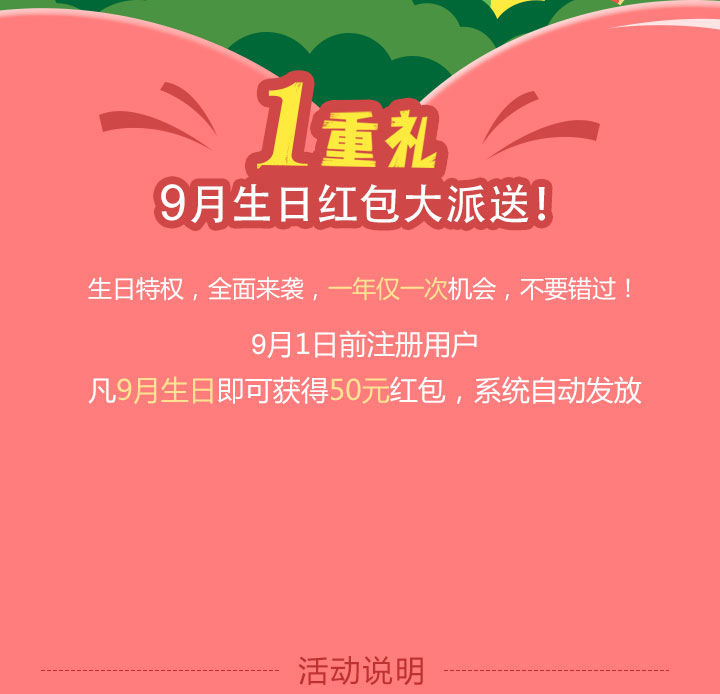 1重礼
9月生日红包大派送!
生日特权，全面来袭，一年仅一次机会，不要错过！
9月1日前注册用户
凡9月生日即可获得50元红包，系统自动发放
活动说明